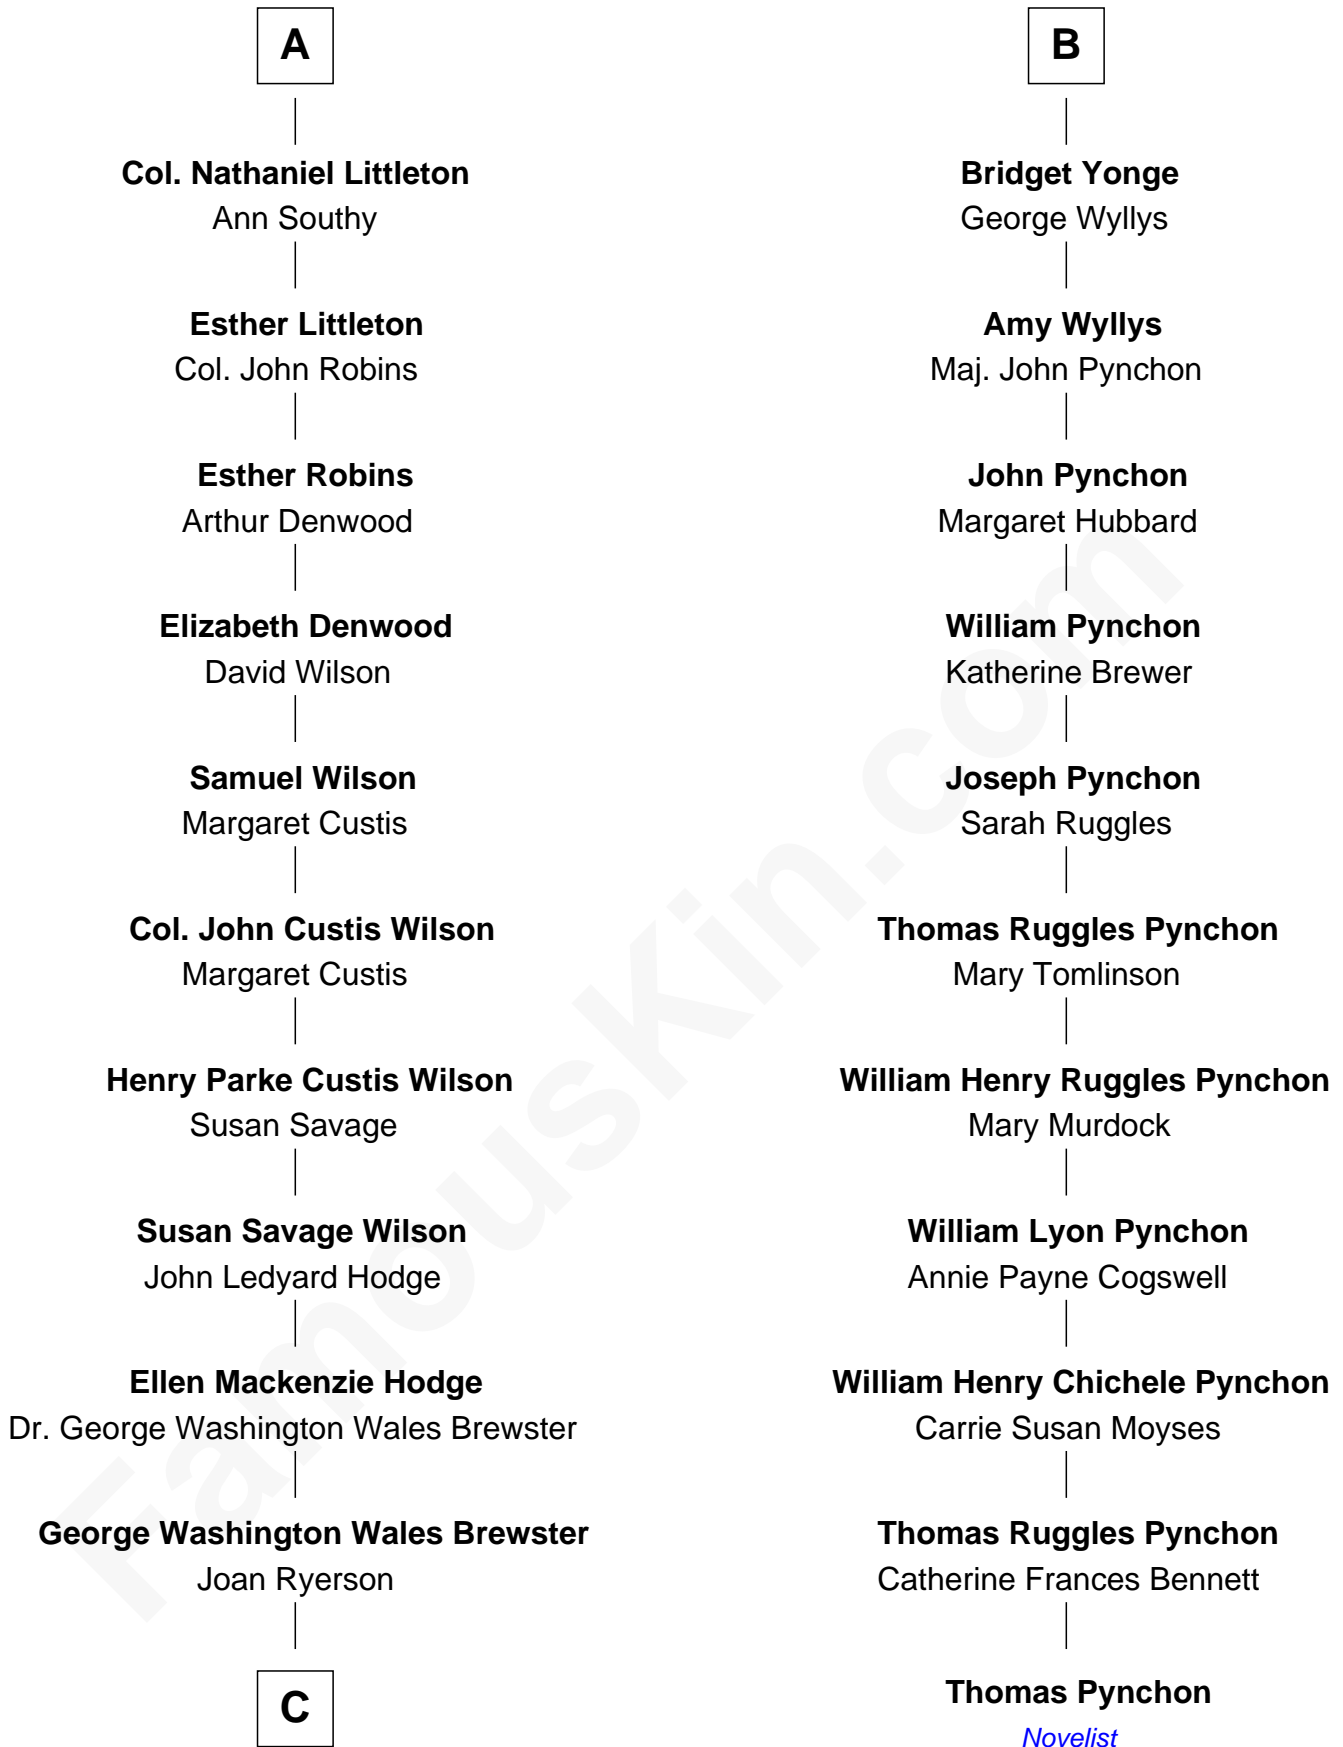 A
Col. Nathaniel Littleton
Ann Southy
Esther Littleton
Col. John Robins
Esther Robins
Arthur Denwood
Elizabeth Denwood
David Wilson
Samuel Wilson
Margaret Custis
Col. John Custis Wilson
Margaret Custis
Henry Parke Custis Wilson
Susan Savage
Susan Savage Wilson
John Ledyard Hodge
Ellen Mackenzie Hodge
Dr. George Washington Wales Brewster
George Washington Wales Brewster
Joan Ryerson
C
B
Bridget Yonge
George Wyllys
Amy Wyllys
Maj. John Pynchon
John Pynchon
Margaret Hubbard
William Pynchon
Katherine Brewer
Joseph Pynchon
Sarah Ruggles
Thomas Ruggles Pynchon
Mary Tomlinson
William Henry Ruggles Pynchon
Mary Murdock
William Lyon Pynchon
Annie Payne Cogswell
William Henry Chichele Pynchon
Carrie Susan Moyses
Thomas Ruggles Pynchon
Catherine Frances Bennett
Thomas Pynchon
Novelist
FamousKin.com